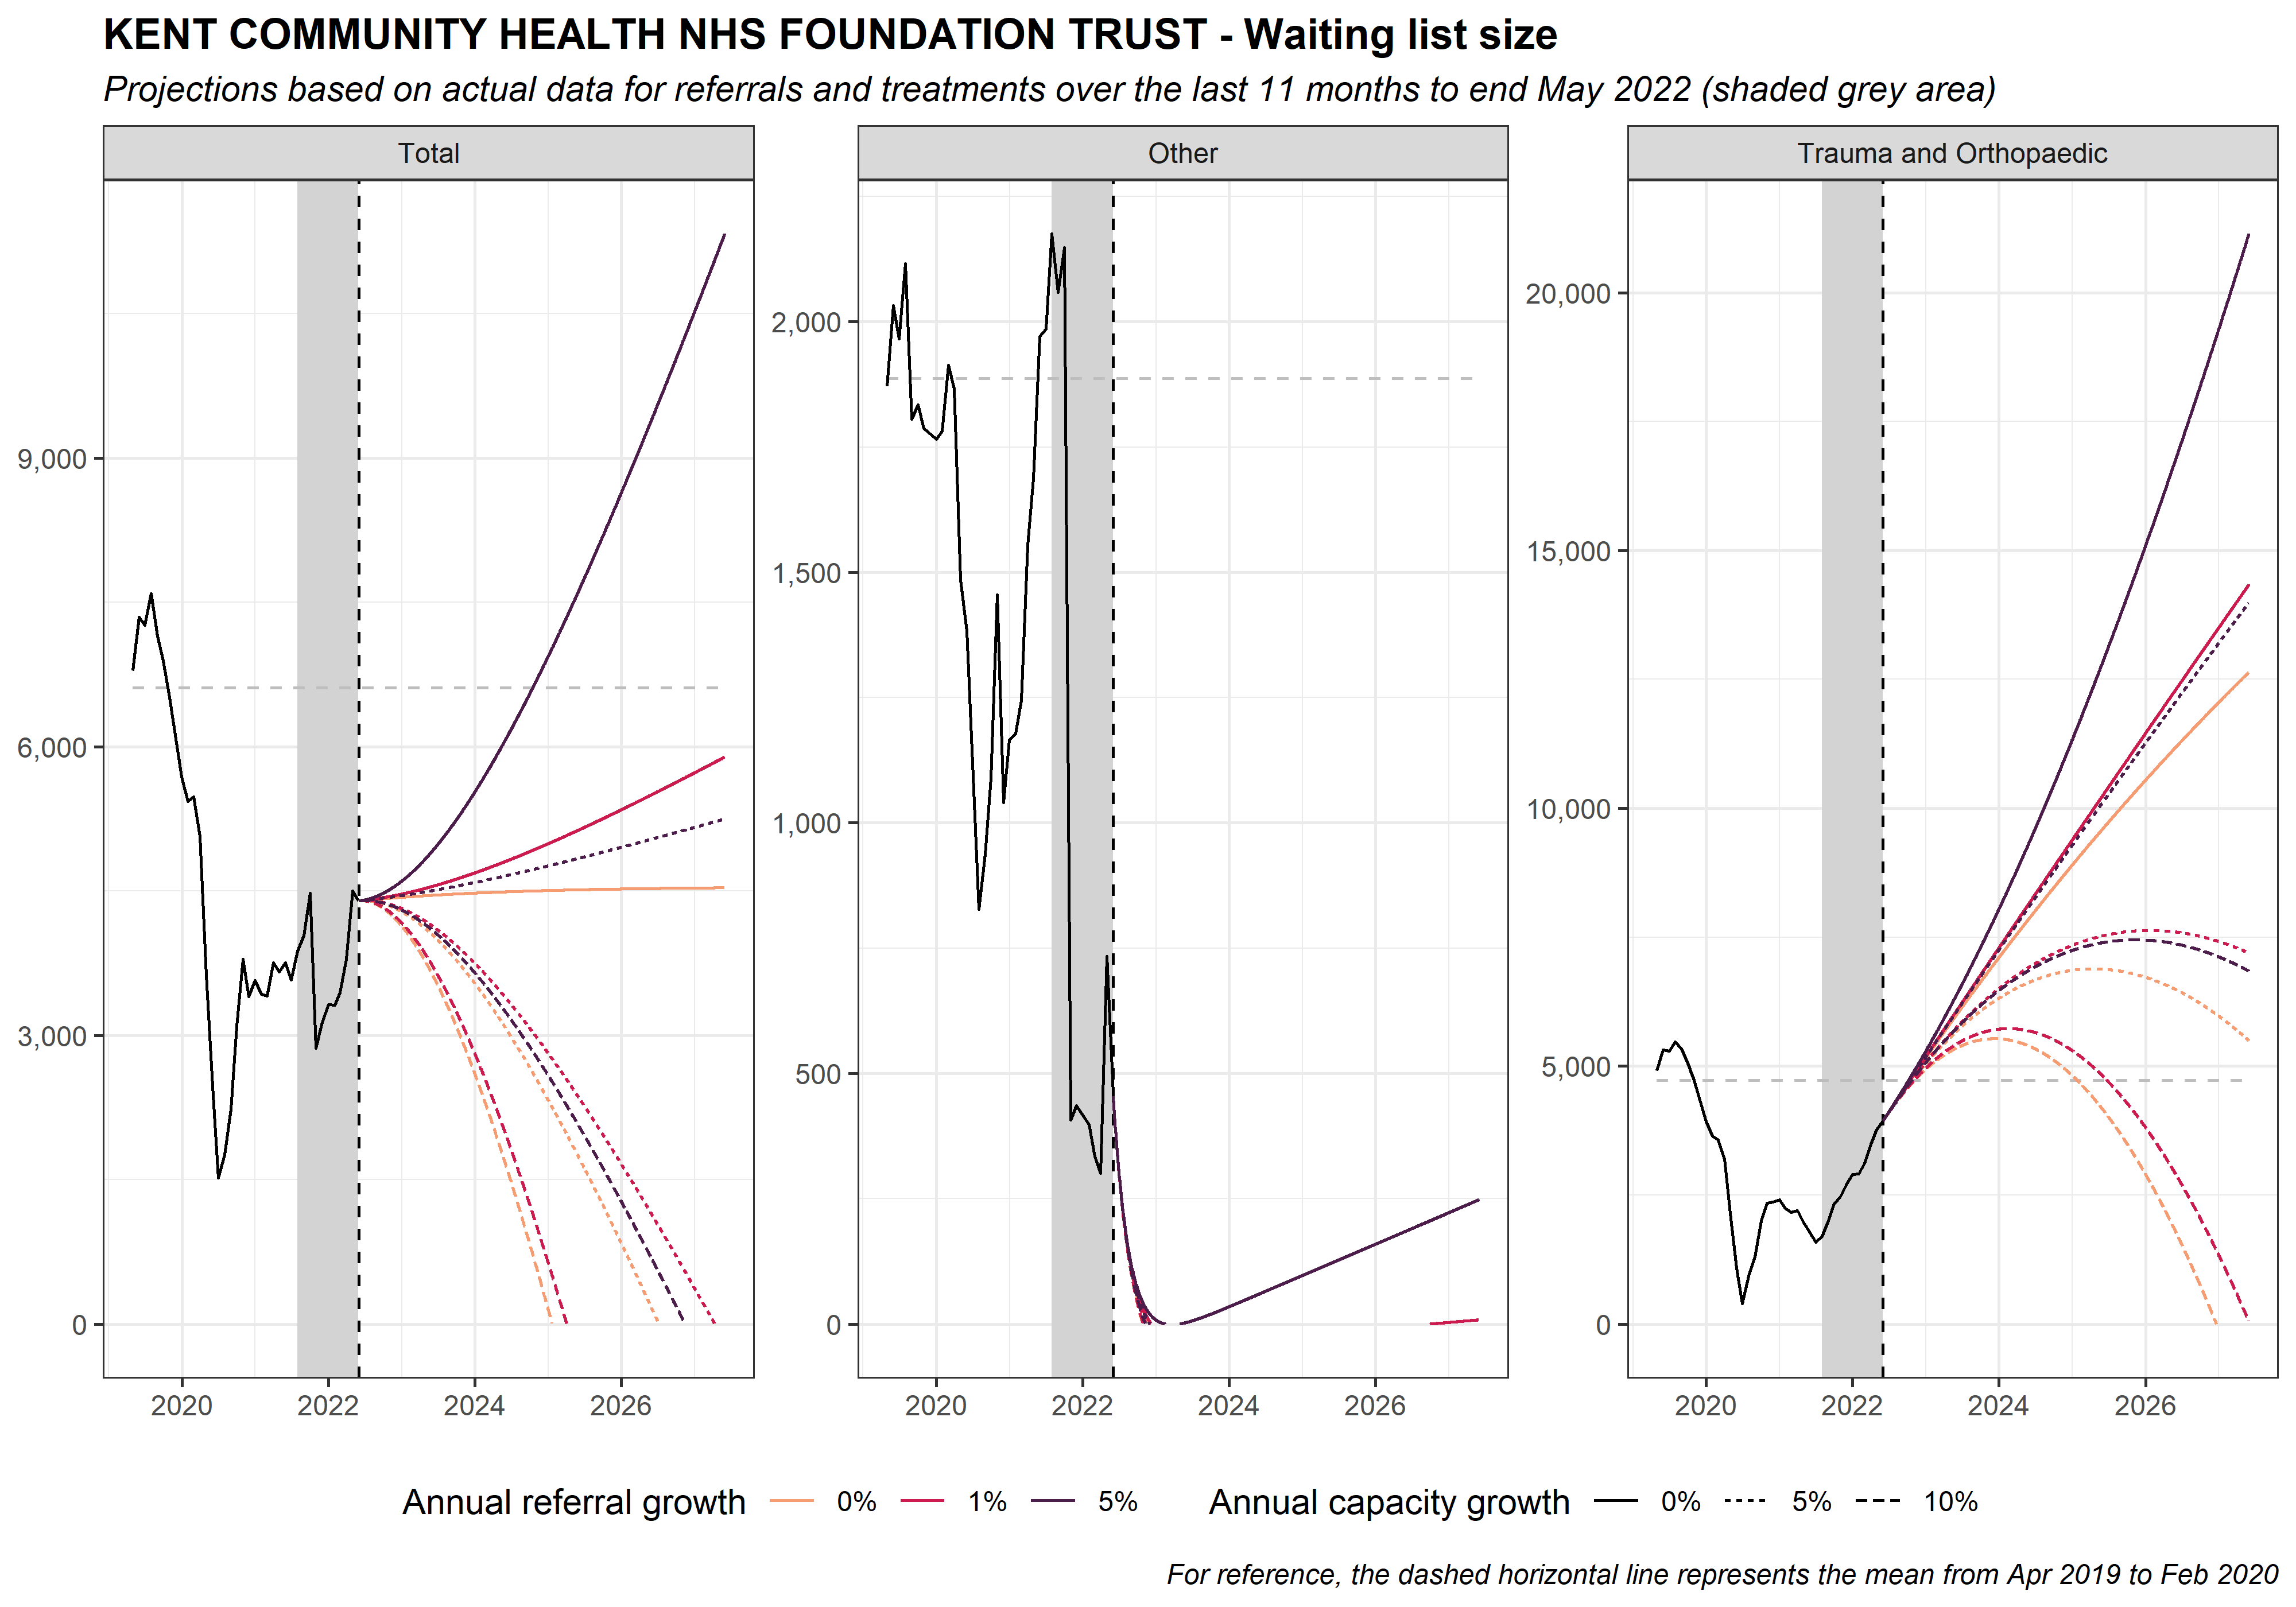 KENT COMMUNITY HEALTH NHS FOUNDATION TRUST - Waiting list size
Projections based on actual data for referrals and treatments over the last 11 months to end May 2022 (shaded grey area)
Total
Other
Trauma and Orthopaedic
9,000
6,000
3,000
0
2,000
1,500
1,000
500
0
20,000
15,000
10,000
5,000
0
2020 2022 2024 2026
2020 2022 2024 2026
2020 2022 2024 2026
Annual referral growth 0% 1% 5% Annual capacity growth 0% 5% 10%
For reference, the dashed horizontal line represents the mean from Apr 2019 to Feb 2020